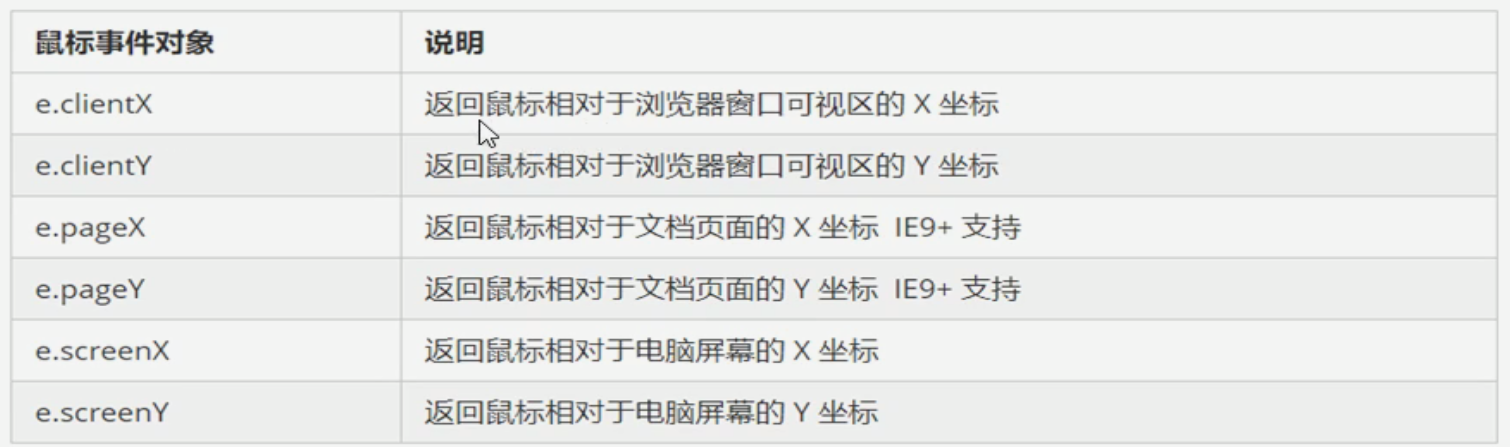 鼠标事件对象 说明
e.clientX 返回鼠标相对于浏览器窗口可视区的 X 坐标
e.clientY 返回鼠标相对于浏览器窗口可视区的 Y 坐标
e.pageX 返回鼠标相对于文档页面的 X 坐标 IE9+ 支持
e.pageY 返回鼠标相对于文档页面的 Y 坐标 IE9+ 支持
e.screenX 返回鼠标相对于电脑屏幕的 X 坐标
e.screenY 返回鼠标相对于电脑屏幕的 Y 坐标